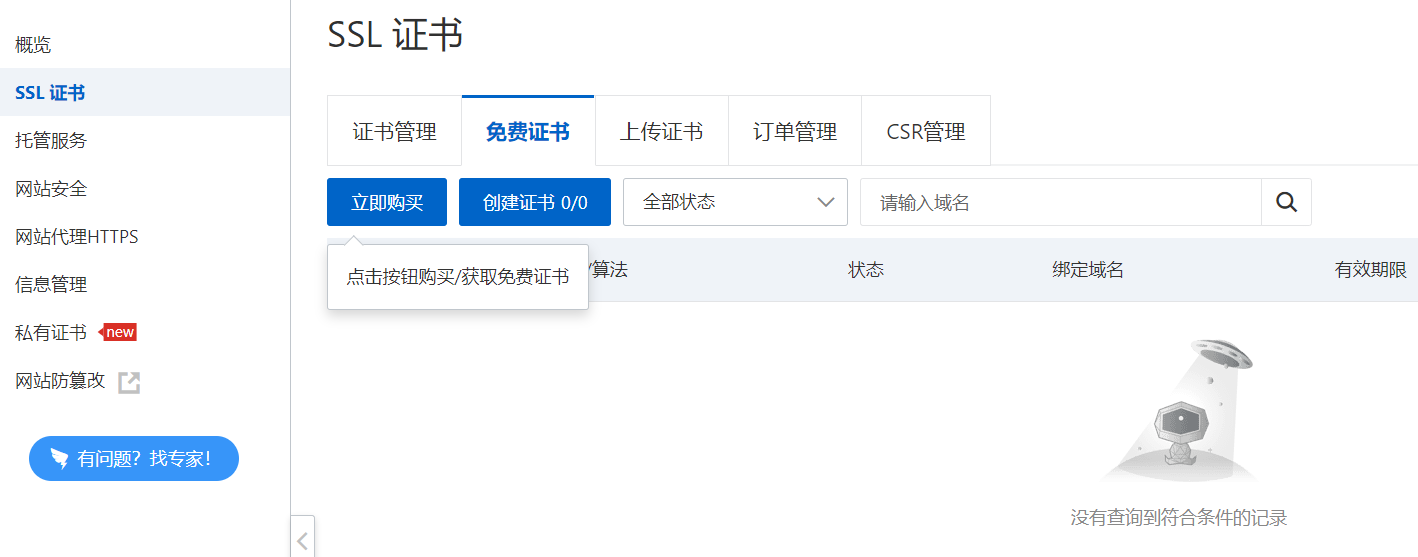 SSL 证书
概览
SSL 证书
托管服务
网站安全
网站代理HTTPS
信息管理
私有证书 new
网站防篡改
有问题？找专家！
证书管理 免费证书 上传证书 订单管理 CSR管理
立即购买 创建证书 0/0 全部状态 请输入域名
点击按钮购买/获取免费证书
/算法 状态 绑定域名 有效期限
没有查询到符合条件的记录